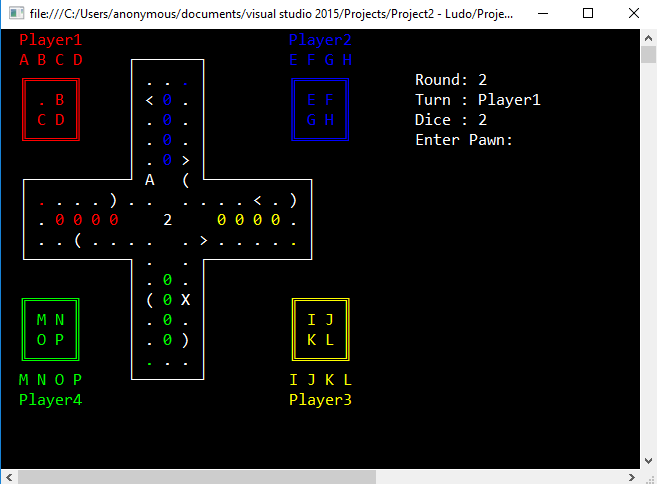 file:///C:/Users/anonymous/documents/visual studio 2015/Projects/Project2 - Ludo/Proje...
Player1 Player2
A B C D E F G H
. . . Round: 2
. B < 0 . E F Turn : Player1
C D . 0 . G H Dice : 2
. 0 . Enter Pawn:
. 0 >
A (
. . . . ) . . . . . . < . )
. 0 0 0 0 2 0 0 0 0 .
. . ( . . . . . > . . . . .
. .
. 0 .
M N ( 0 X I J
O P . 0 . K L
. 0 )
. . .
M N O P I J K L
Player4 Player3